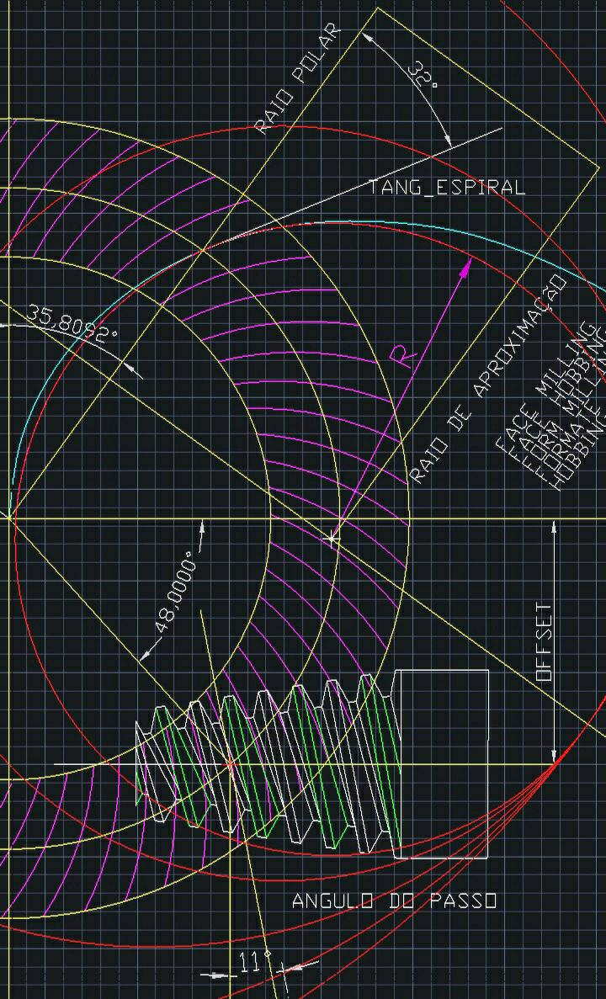 RAIO POLAR
32°
TANG_ESPIRAL
35,8092°
R
RAIO DE APROXIMAÇÃO
FACE MILLING
FACE HOBBING
FORM MILLING
FORMATE
HOBBING
48,0000°
OFFSET
ANGULO DO PASSO
11°